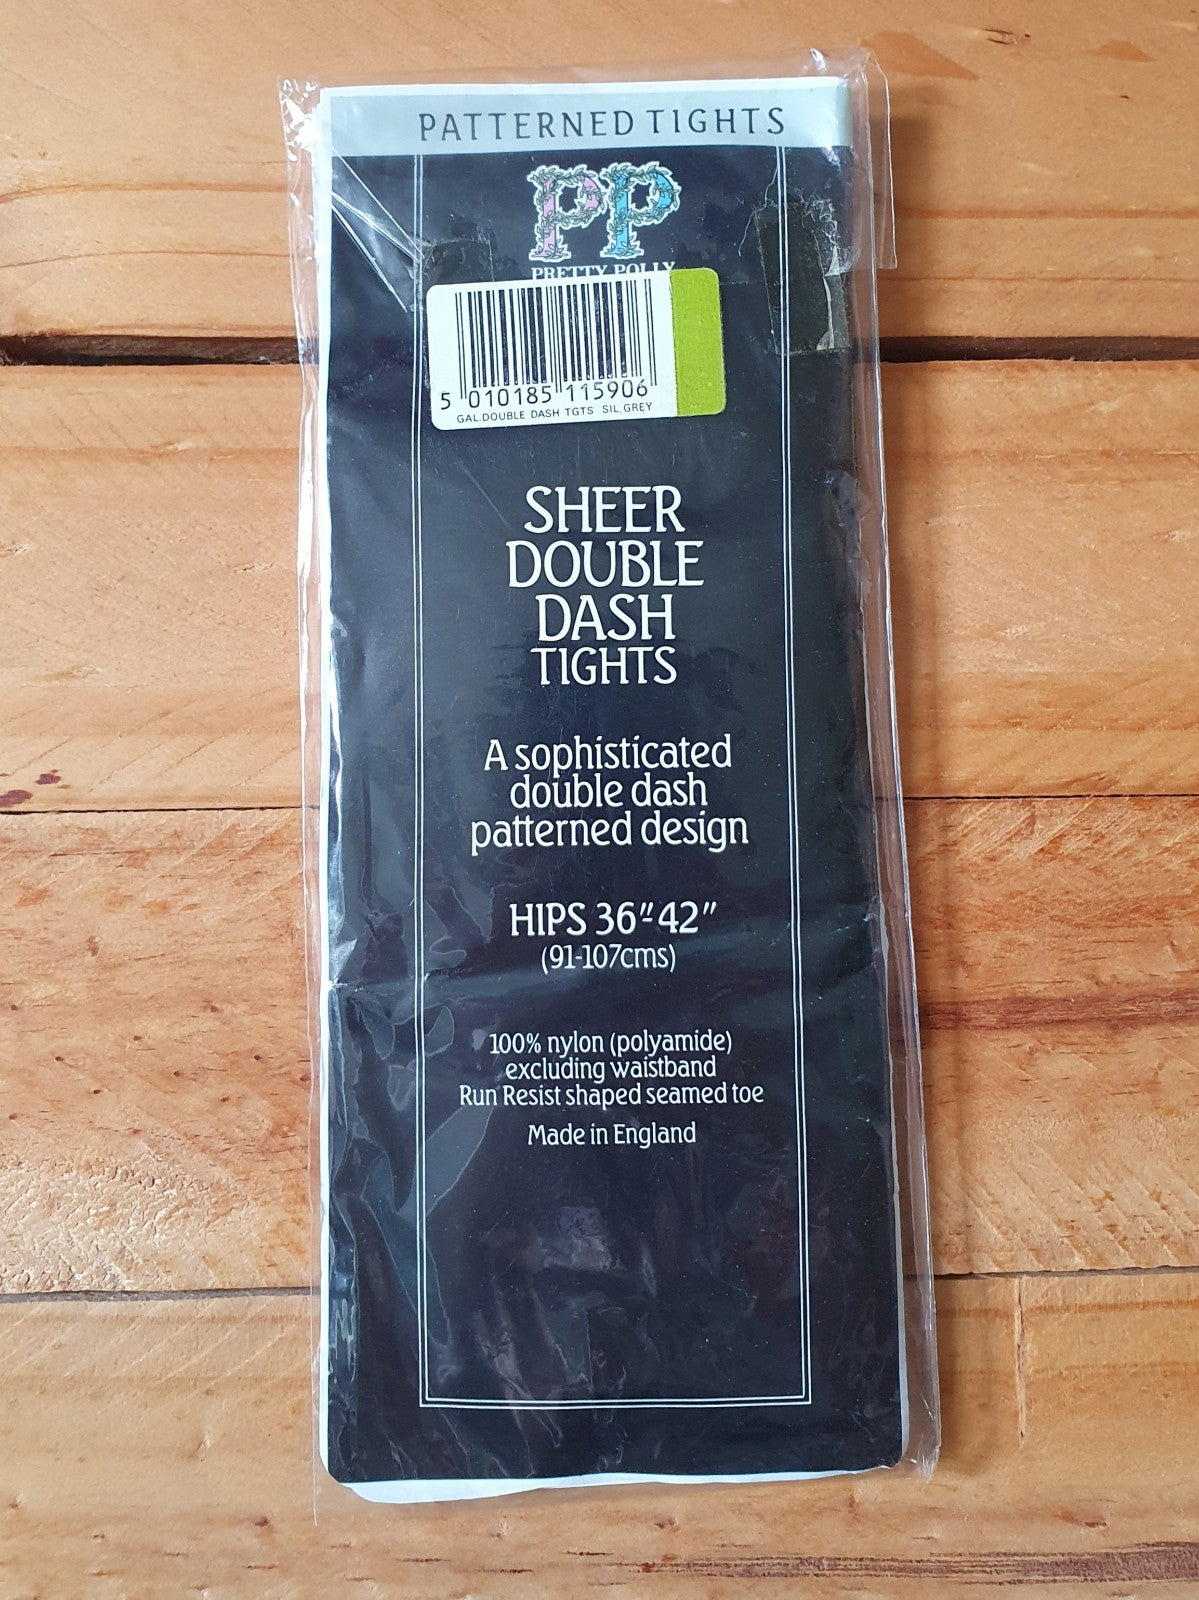 PATTERNED TIGHTS
PP
PRETTY POLLY
5 010185 115906
GAL.DOUBLE DASH TGTS SIL.GREY
SHEER
DOUBLE
DASH
TIGHTS
A sophisticated
double dash
patterned design
HIPS 36"-42"
(91-107cms)
100% nylon (polyamide)
excluding waistband
Run Resist shaped seamed toe
Made in England